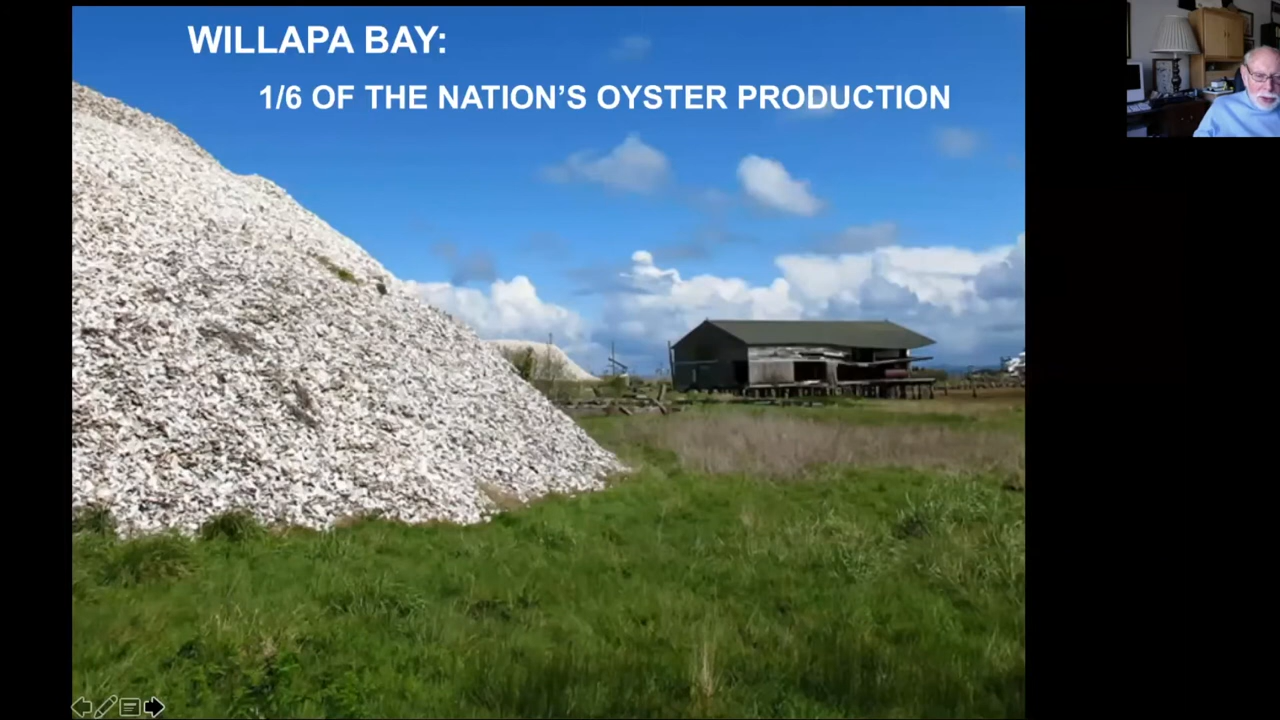 WILLAPA BAY:
1/6 OF THE NATION'S OYSTER PRODUCTION